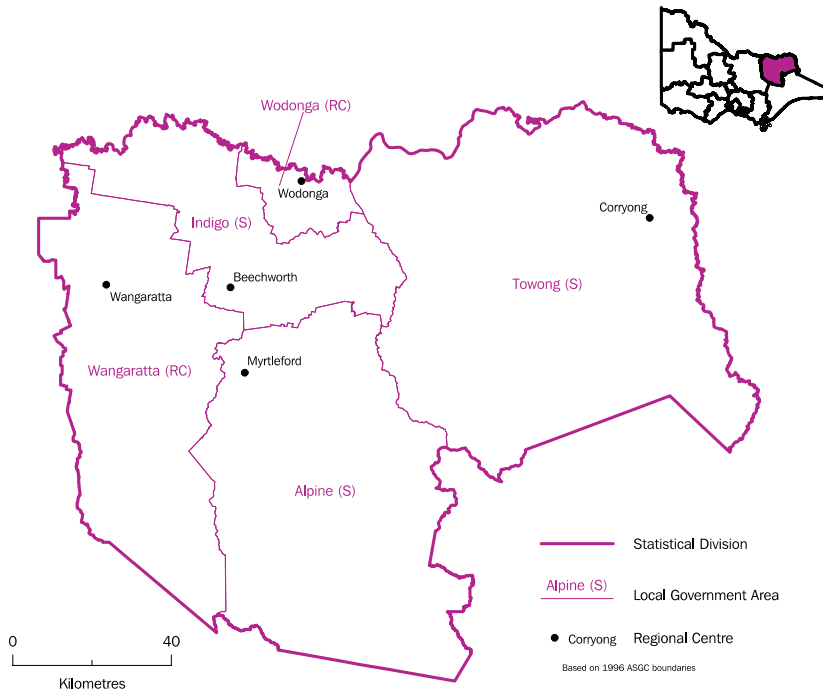 Wodonga (RC)
Wodonga
Corryong
Indigo (S)
Beechworth
Towong (S)
Wangaratta
Myrtleford
Wangaratta (RC)
Alpine (S)
Statistical Division
Alpine (S)
Local Government Area
0
40
Corryong
Regional Centre
Based on 1996 ASGC boundaries
Kilometres